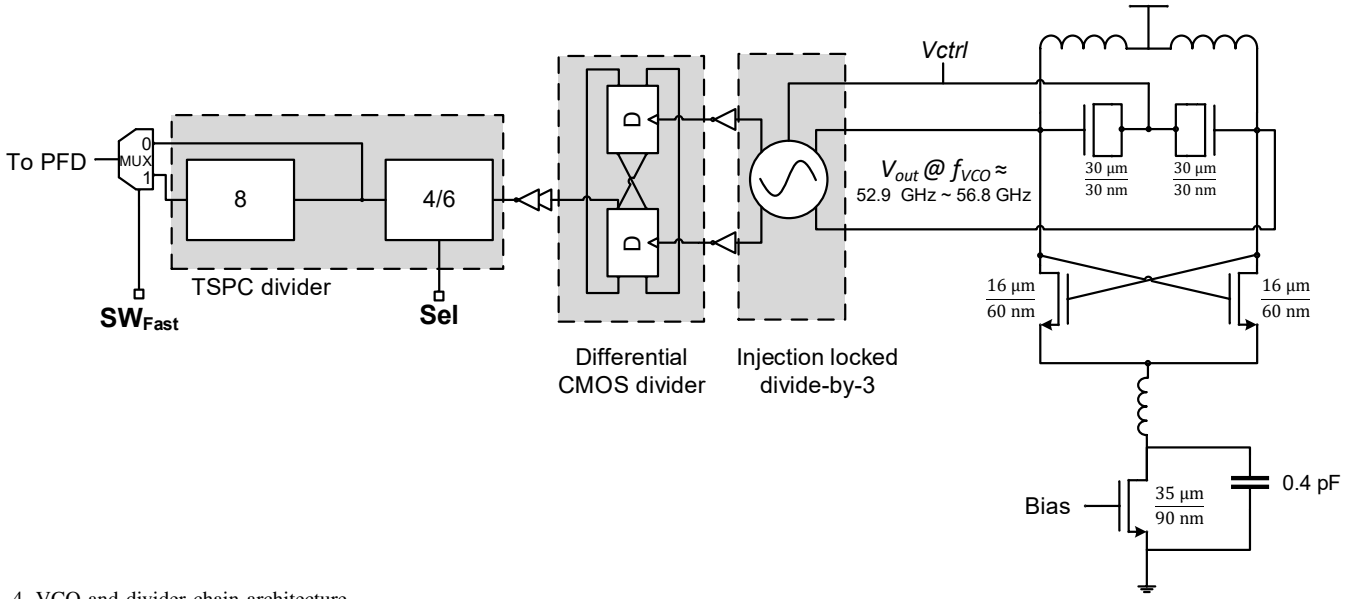 Vctrl
Vout @ fVCO ≈
52.9 GHz ~ 56.8 GHz
30 μm
30 nm
30 μm
30 nm
To PFD
MUX
0
1
8
4/6
D
D
TSPC divider
SWFast
Sel
Differential
CMOS divider
Injection locked
divide-by-3
16 μm
60 nm
16 μm
60 nm
Bias
35 μm
90 nm
0.4 pF
4. VCO and divider chain architecture